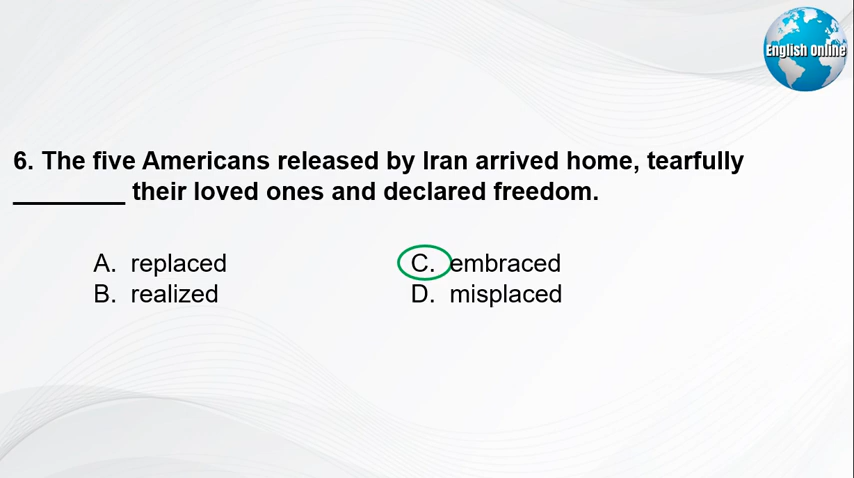 English Online
6. The five Americans released by Iran arrived home, tearfully
________ their loved ones and declared freedom.
A. replaced
B. realized
C. embraced
D. misplaced